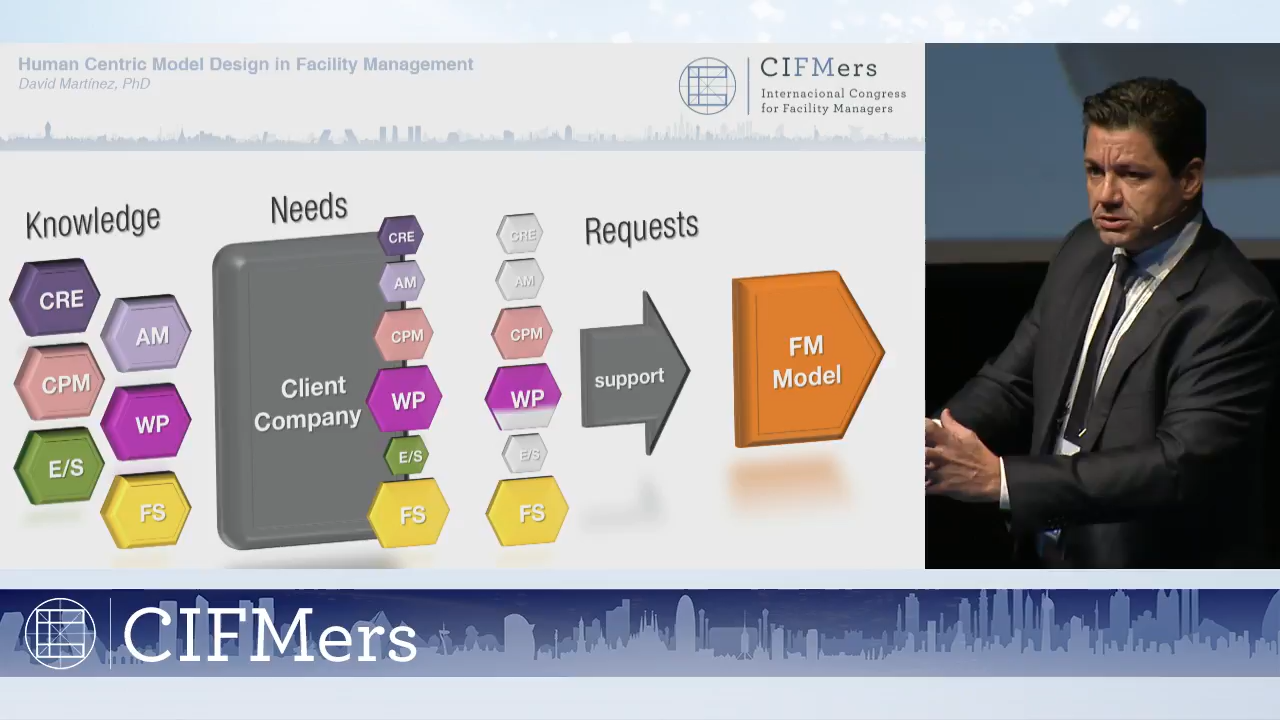 Human Centric Model Design in Facility Management
David Martínez, PhD
CIFMers
Internacional Congress
for Facility Managers
Knowledge
Needs
Requests
CRE
AM
CPM
WP
E/S
FS
Client
Company
CRE
AM
CPM
WP
E/S
FS
CRE
AM
CPM
WP
E/S
FS
support
FM
Model
CIFMers